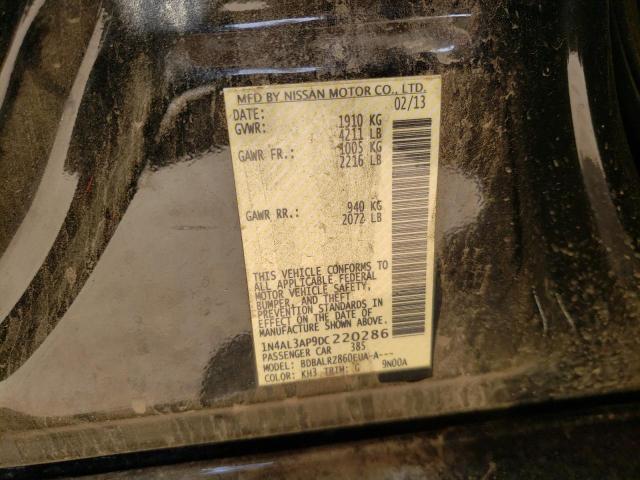 MFD BY NISSAN MOTOR CO., LTD.
DATE: 02/13
GVWR: 1910 KG
4211 LB
GAWR FR.: 1005 KG
2216 LB
GAWR RR.: 940 KG
2072 LB
THIS VEHICLE CONFORMS TO
ALL APPLICABLE FEDERAL
MOTOR VEHICLE SAFETY,
BUMPER, AND THEFT
PREVENTION STANDARDS IN
EFFECT ON THE DATE OF
MANUFACTURE SHOWN ABOVE.
1N4AL3AP9DC220286
PASSENGER CAR 385
MODEL: BDBALRZ860EUA-A---
COLOR: KH3 TRIM: G 9N00A